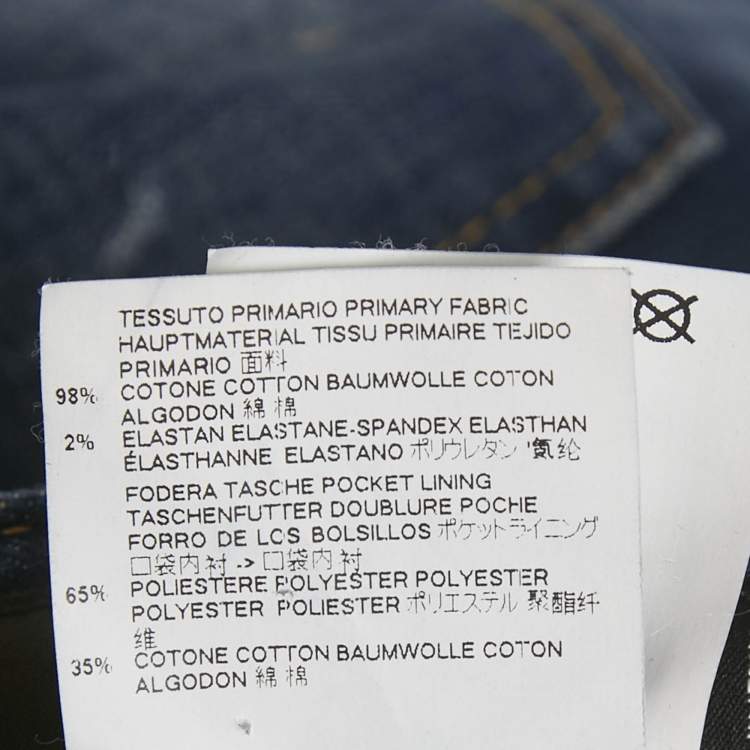 TESSUTO PRIMARIO PRIMARY FABRIC
HAUPTMATERIAL TISSU PRIMAIRE TEJIDO
PRIMARIO 面料
98% COTONE COTTON BAUMWOLLE COTON
ALGODON 綿 棉
2% ELASTAN ELASTANE-SPANDEX ELASTHAN
ÉLASTHANNE ELASTANO ポリウレタン 氨纶
FODERA TASCHE POCKET LINING
TASCHENFUTTER DOUBLURE POCHE
FORRO DE LOS BOLSILLOS ポケットライニング
口袋内衬 -> 口袋内衬
65% POLIESTERE POLYESTER POLYESTER
POLYESTER POLIESTER ポリエステル 聚酯纤
维
35% COTONE COTTON BAUMWOLLE COTON
ALGODON 綿 棉